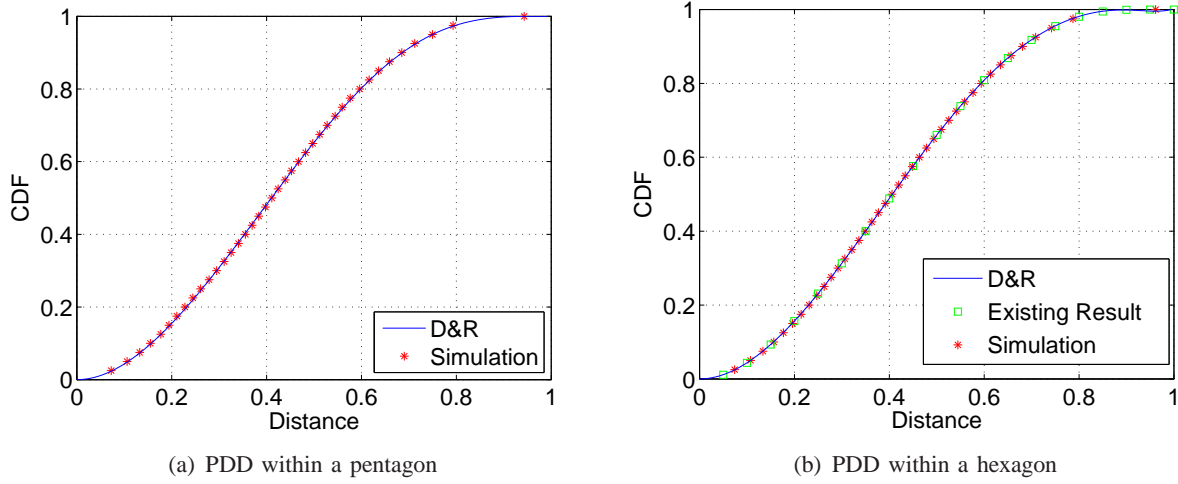 1
0.8
0.6
0.4
0.2
0
CDF
0 0.2 0.4 0.6 0.8 1
Distance
D&R
Simulation
(a) PDD within a pentagon
1
0.8
0.6
0.4
0.2
0
CDF
0 0.2 0.4 0.6 0.8 1
Distance
D&R
Existing Result
Simulation
(b) PDD within a hexagon